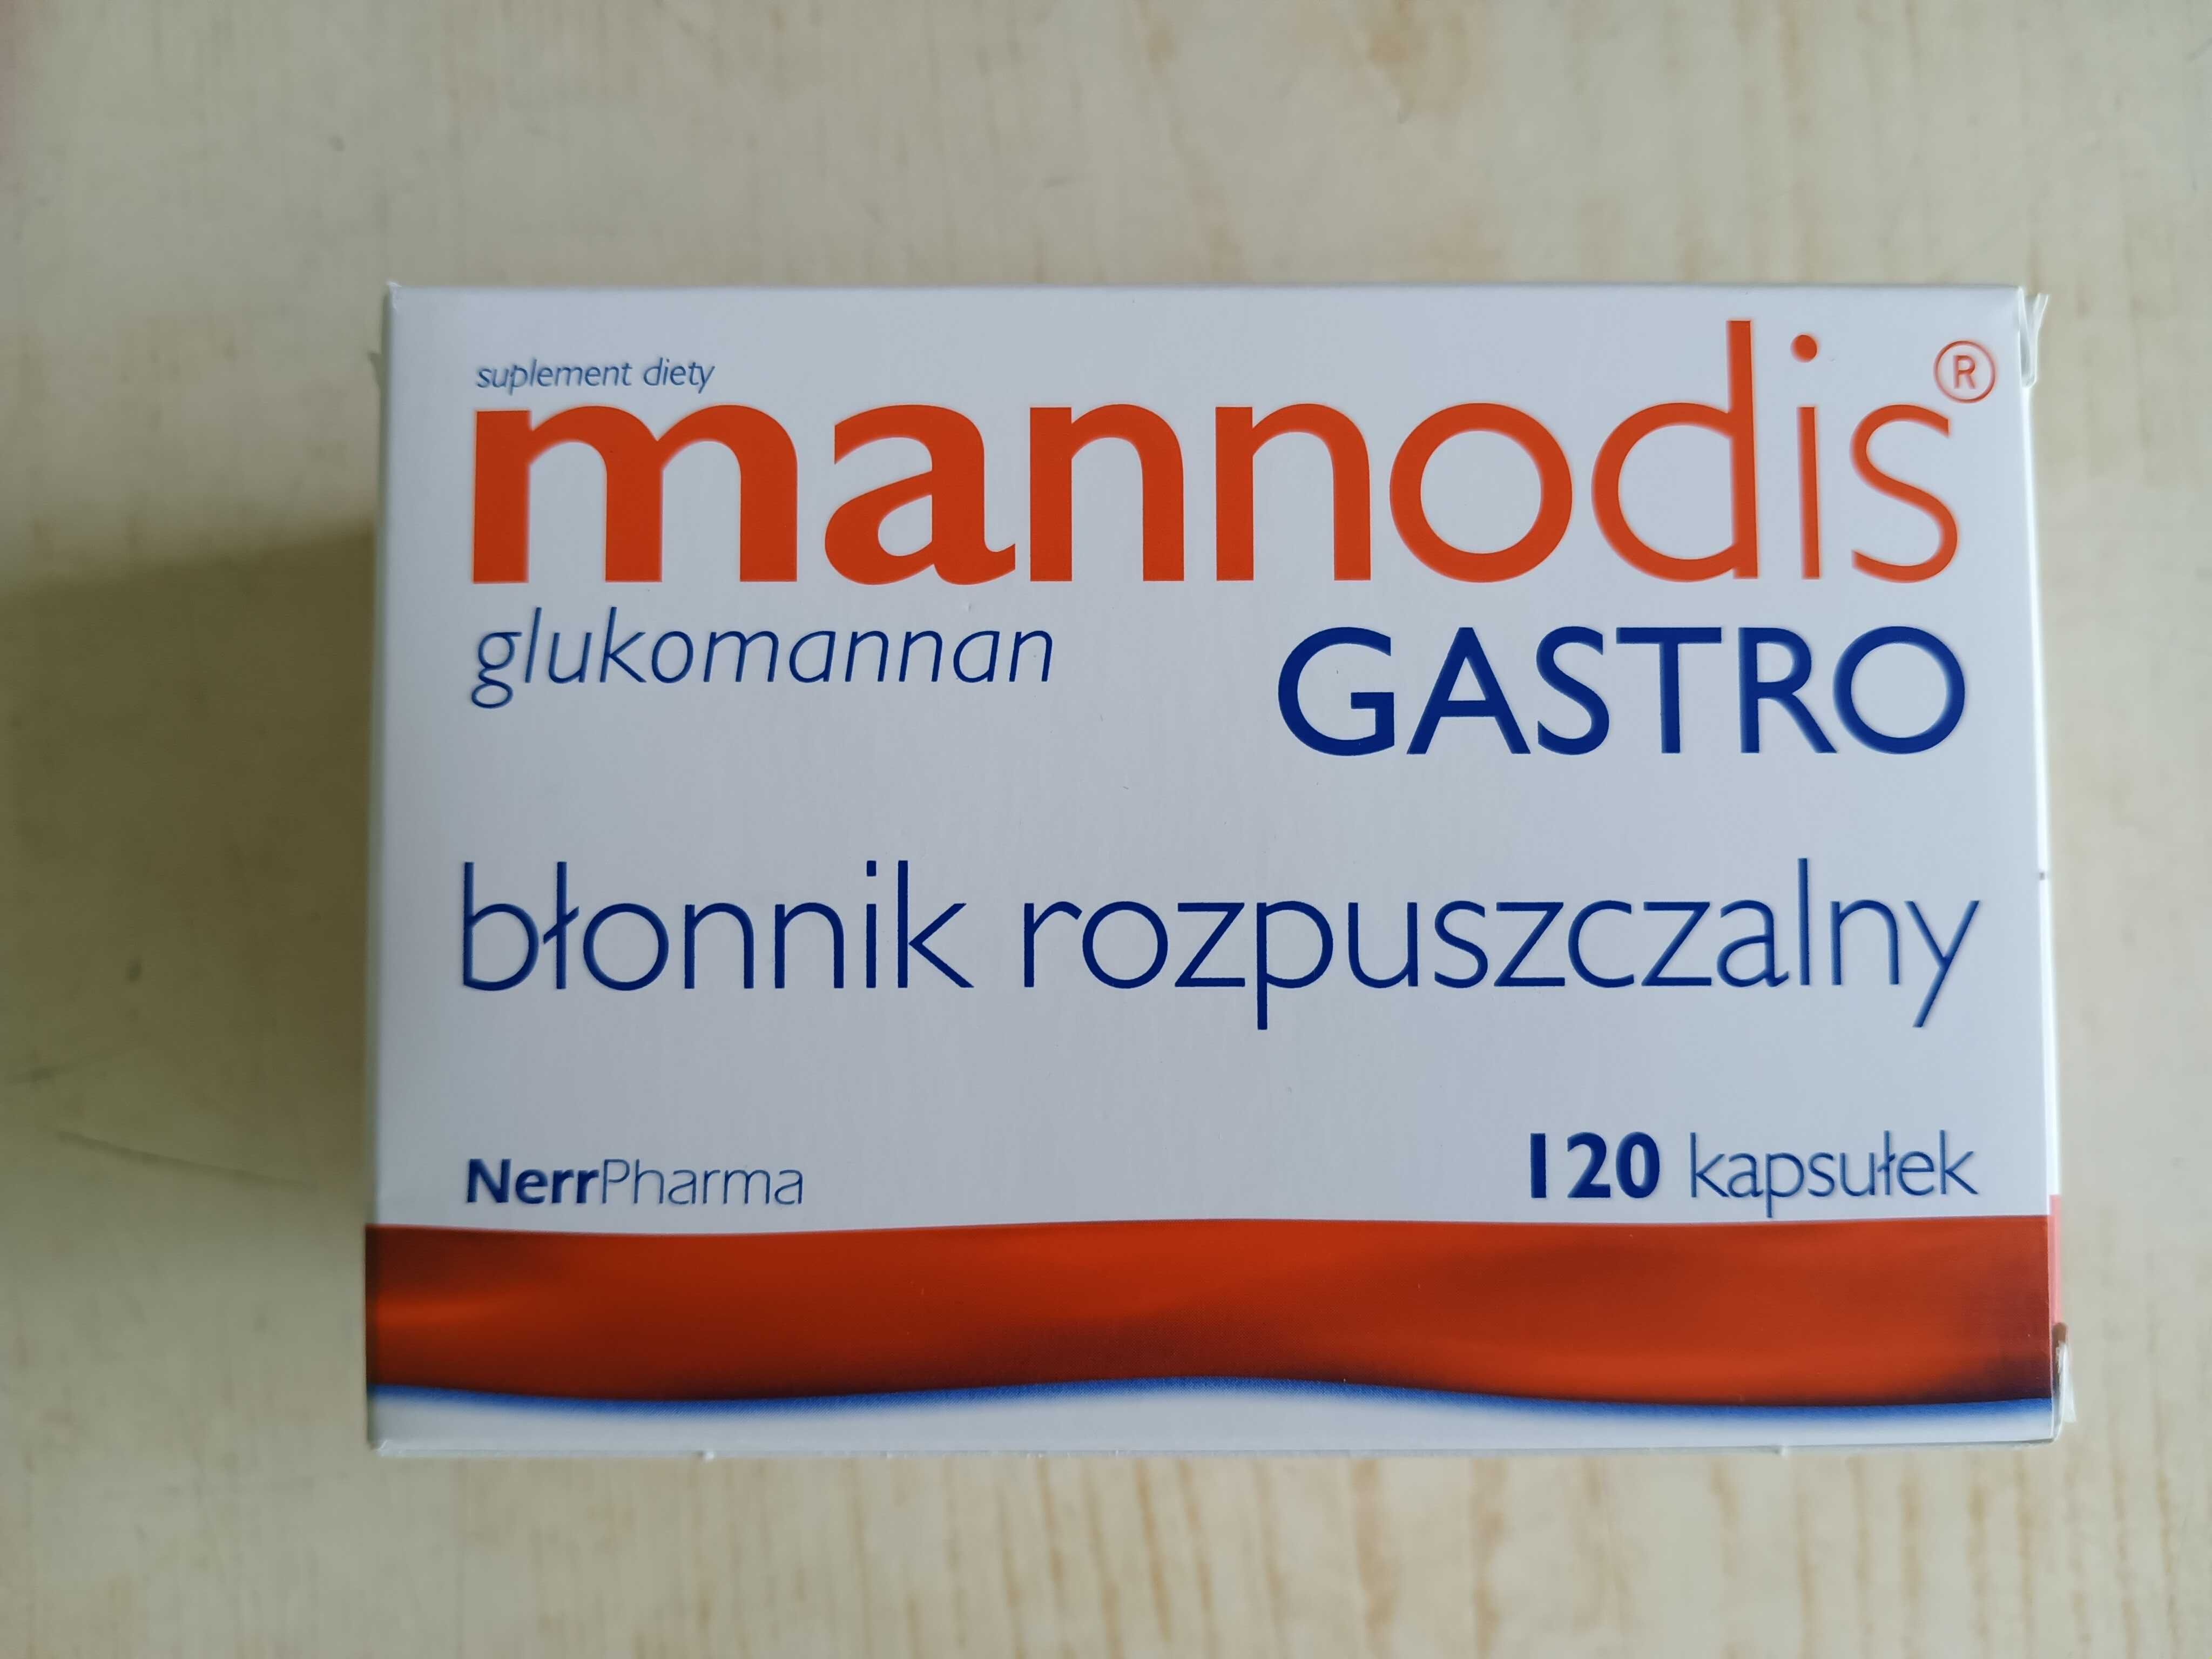 suplement diety
mannodis®
glukomannan GASTRO
błonnik rozpuszczalny
NerrPharma 120 kapsułek